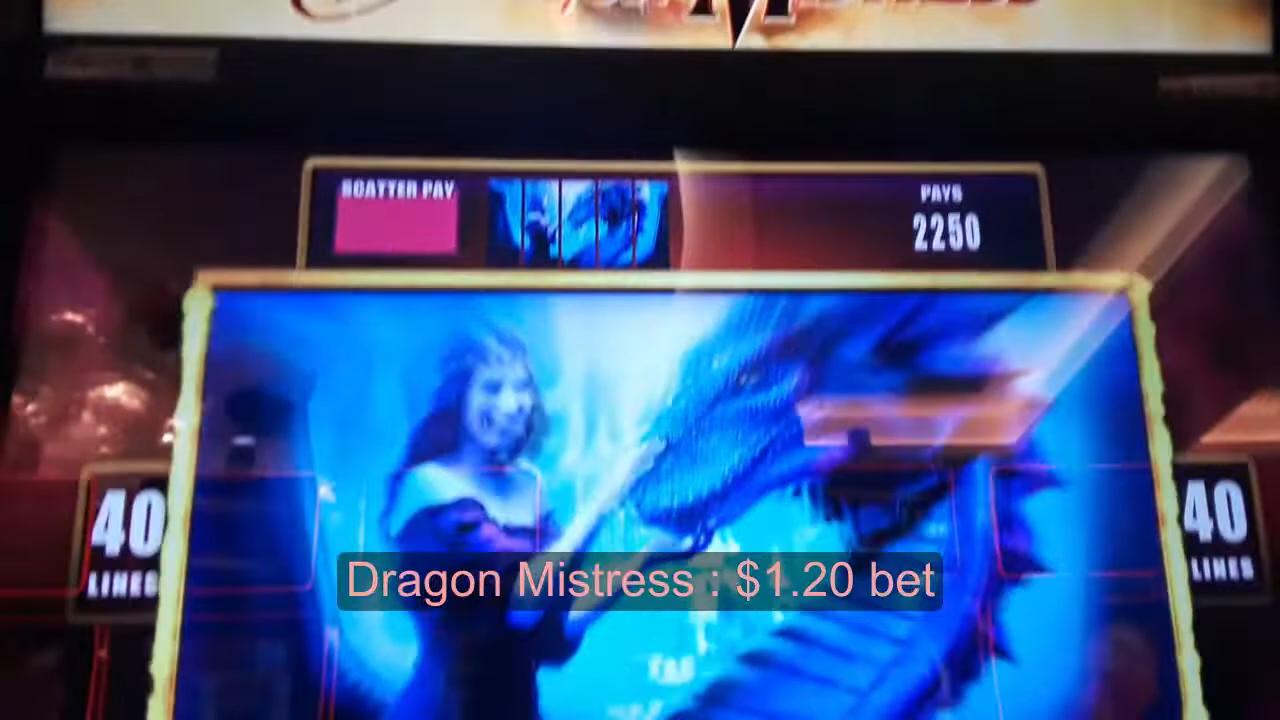 SCATTER PAY
PAYS
2250
40
LINES
40
LINES
Dragon Mistress : $1.20 bet